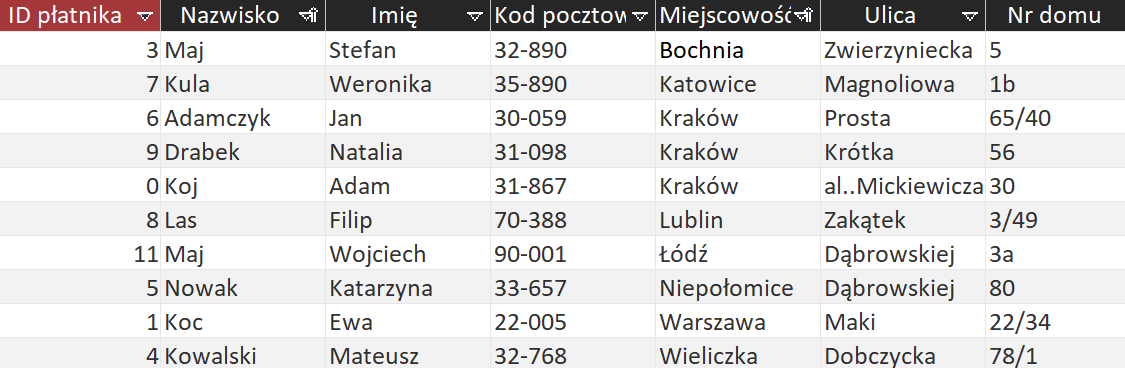 ID płatnika Nazwisko Imię Kod pocztow Miejscowość Ulica Nr domu
3 Maj Stefan 32-890 Bochnia Zwierzyniecka 5
7 Kula Weronika 35-890 Katowice Magnoliowa 1b
6 Adamczyk Jan 30-059 Kraków Prosta 65/40
9 Drabek Natalia 31-098 Kraków Krótka 56
0 Koj Adam 31-867 Kraków al..Mickiewicza 30
8 Las Filip 70-388 Lublin Zakątek 3/49
11 Maj Wojciech 90-001 Łódź Dąbrowskiej 3a
5 Nowak Katarzyna 33-657 Niepołomice Dąbrowskiej 80
1 Koc Ewa 22-005 Warszawa Maki 22/34
4 Kowalski Mateusz 32-768 Wieliczka Dobczycka 78/1